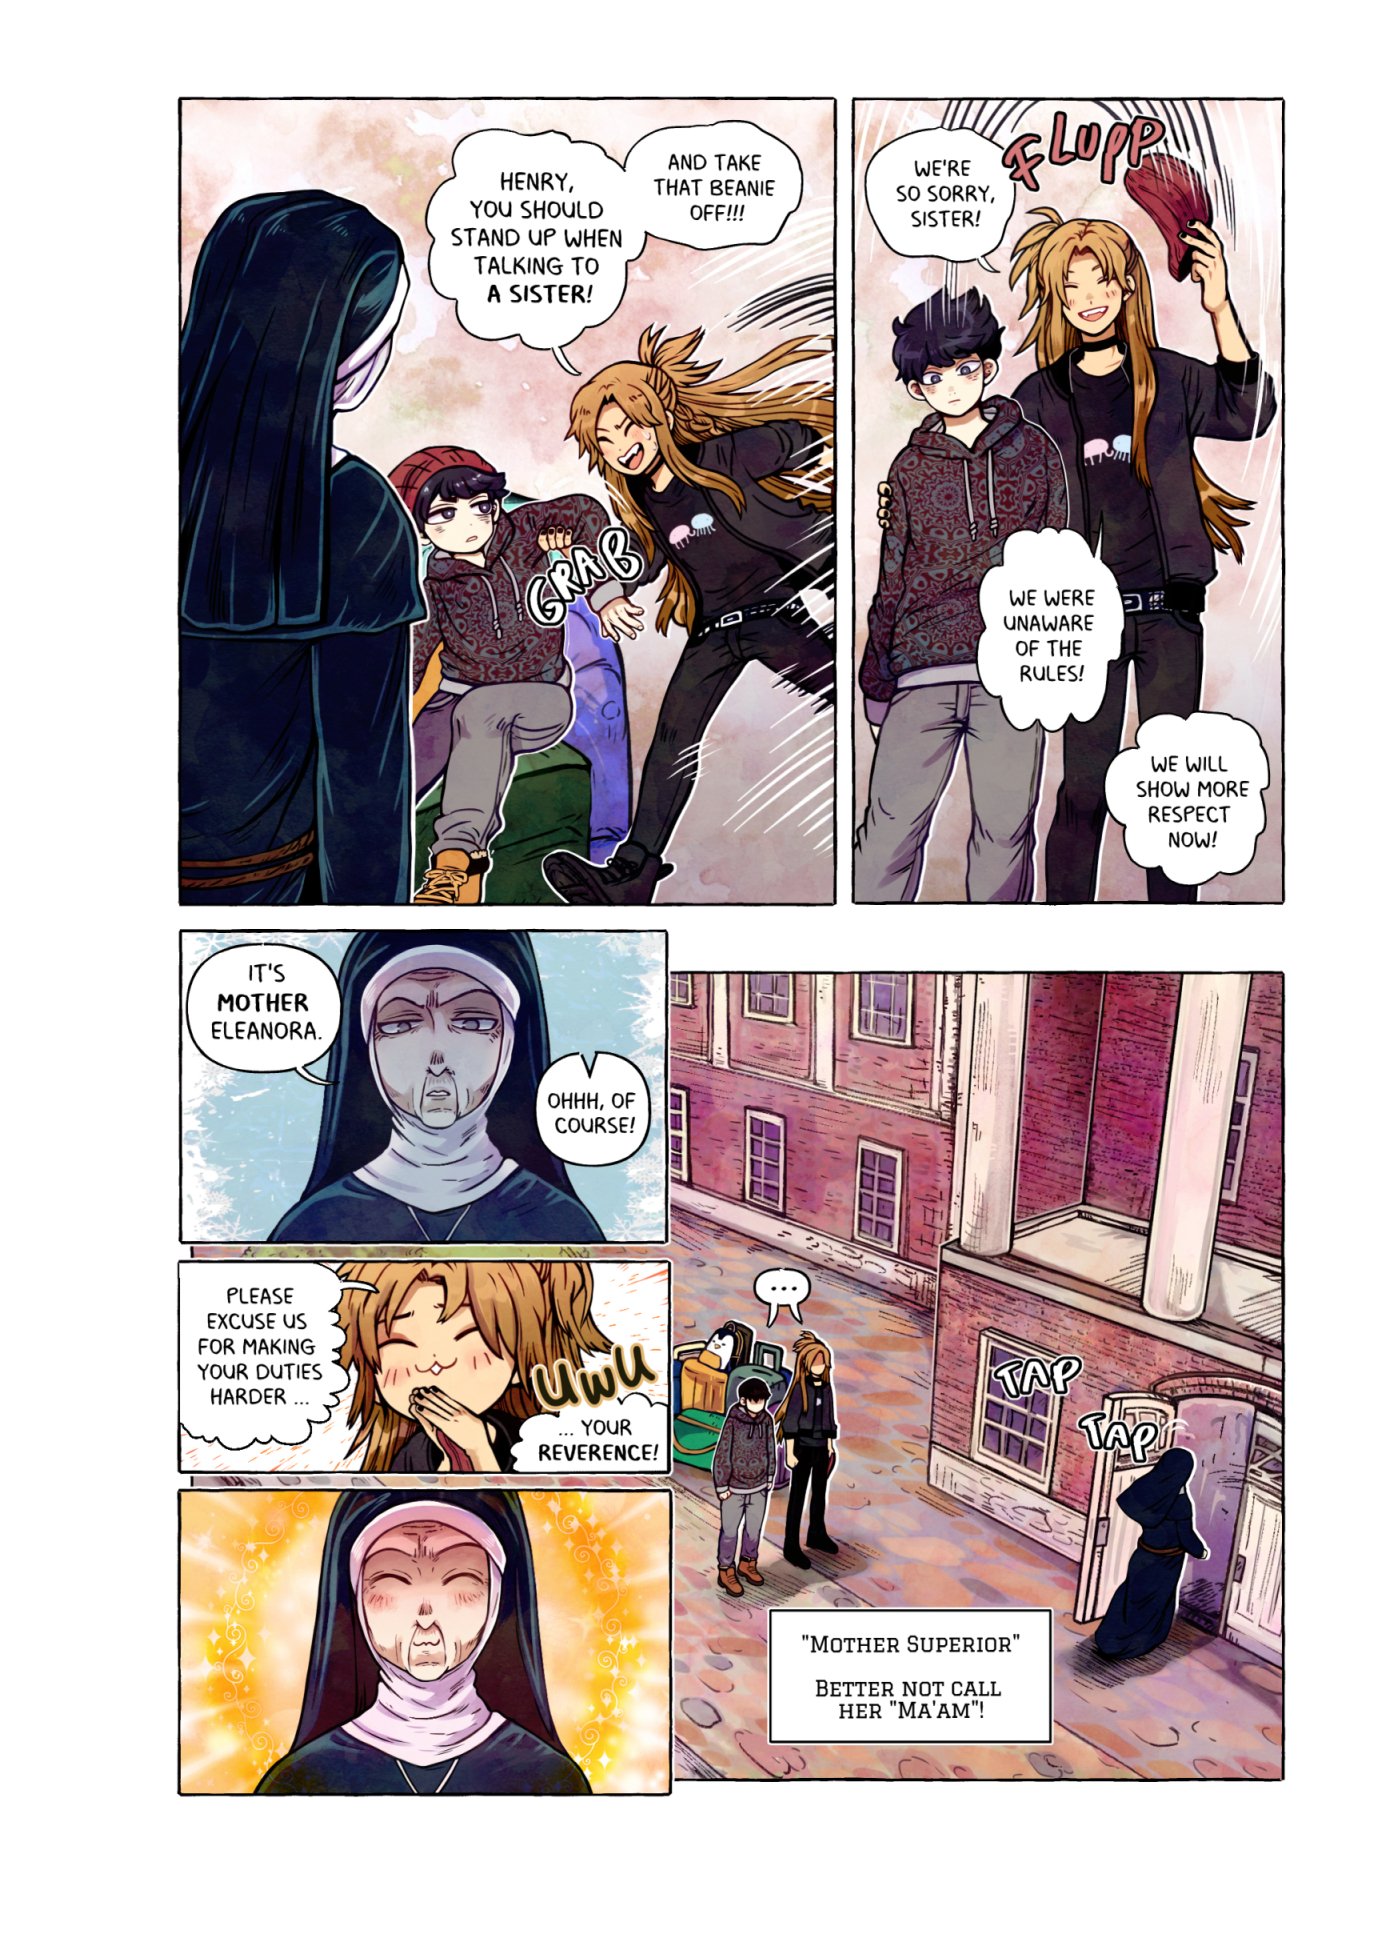 HENRY,
YOU SHOULD
STAND UP WHEN
TALKING TO
A SISTER!
AND TAKE
THAT BEANIE
OFF!!!
GRAB
WE'RE
SO SORRY,
SISTER!
FLUPP
WE WERE
UNAWARE
OF THE
RULES!
WE WILL
SHOW MORE
RESPECT
NOW!
IT'S
MOTHER
ELEANORA.
OHHH, OF
COURSE!
PLEASE
EXCUSE US
FOR MAKING
YOUR DUTIES
HARDER ...
UWU
... YOUR
REVERENCE!
...
TAP
TAP
"MOTHER SUPERIOR"
BETTER NOT CALL
HER "MA'AM"!